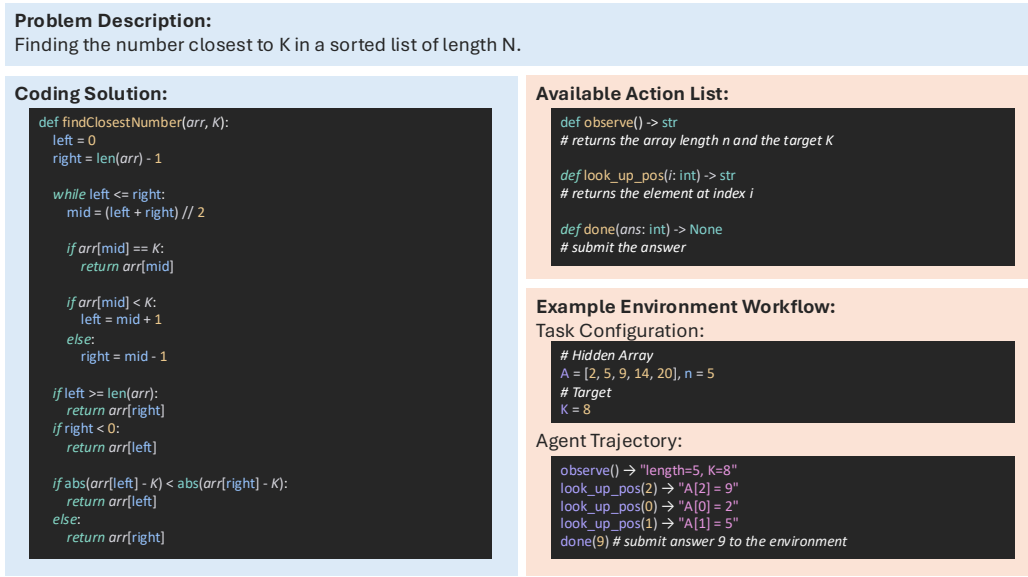 Problem Description:
Finding the number closest to K in a sorted list of length N.
Coding Solution:
def findClosestNumber(arr, K):
left = 0
right = len(arr) - 1
while left <= right:
mid = (left + right) // 2
if arr[mid] == K:
return arr[mid]
if arr[mid] < K:
left = mid + 1
else:
right = mid - 1
if left >= len(arr):
return arr[right]
if right < 0:
return arr[left]
if abs(arr[left] - K) < abs(arr[right] - K):
return arr[left]
else:
return arr[right]
Available Action List:
def observe() -> str
# returns the array length n and the target K
def look_up_pos(i: int) -> str
# returns the element at index i
def done(ans: int) -> None
# submit the answer
Example Environment Workflow:
Task Configuration:
# Hidden Array
A = [2, 5, 9, 14, 20], n = 5
# Target
K = 8
Agent Trajectory:
observe() → "length=5, K=8"
look_up_pos(2) → "A[2] = 9"
look_up_pos(0) → "A[0] = 2"
look_up_pos(1) → "A[1] = 5"
done(9) # submit answer 9 to the environment